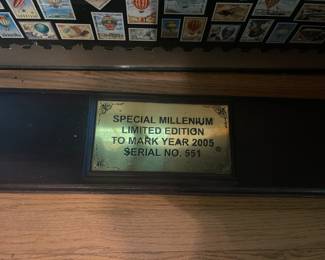 SPECIAL MILLENIUM
LIMITED EDITION
TO MARK YEAR 2005
SERIAL NO. 551